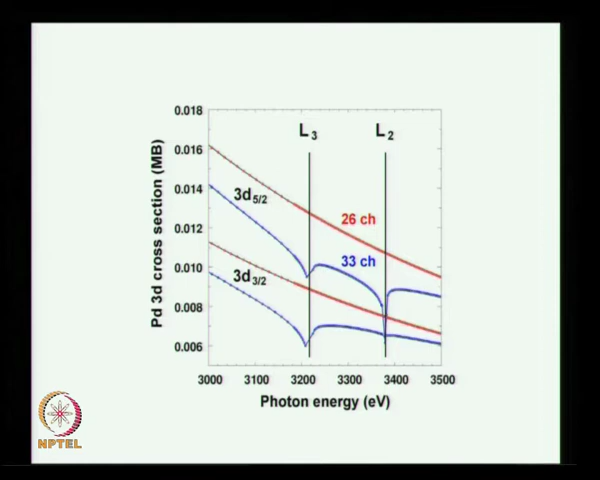 0.018
0.016
0.014
0.012
0.010
0.008
0.006
Pd 3d cross section (MB)
L3
L2
3d5/2
26 ch
33 ch
3d3/2
3000 3100 3200 3300 3400 3500
Photon energy (eV)
NPTEL